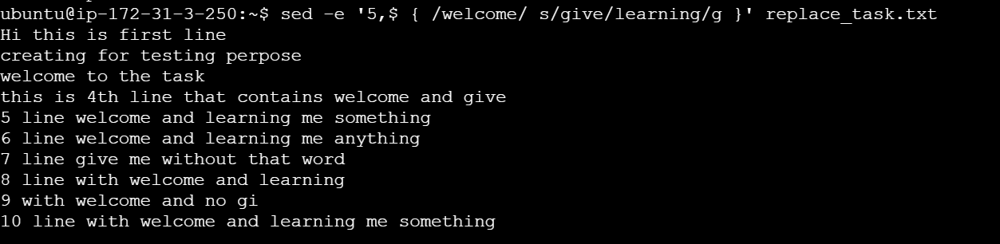 ubuntu@ip-172-31-3-250:~$ sed -e '5,$ { /welcome/ s/give/learning/g }' replace_task.txt
Hi this is first line
creating for testing perpose
welcome to the task
this is 4th line that contains welcome and give
5 line welcome and learning me something
6 line welcome and learning me anything
7 line give me without that word
8 line with welcome and learning
9 with welcome and no gi
10 line with welcome and learning me something